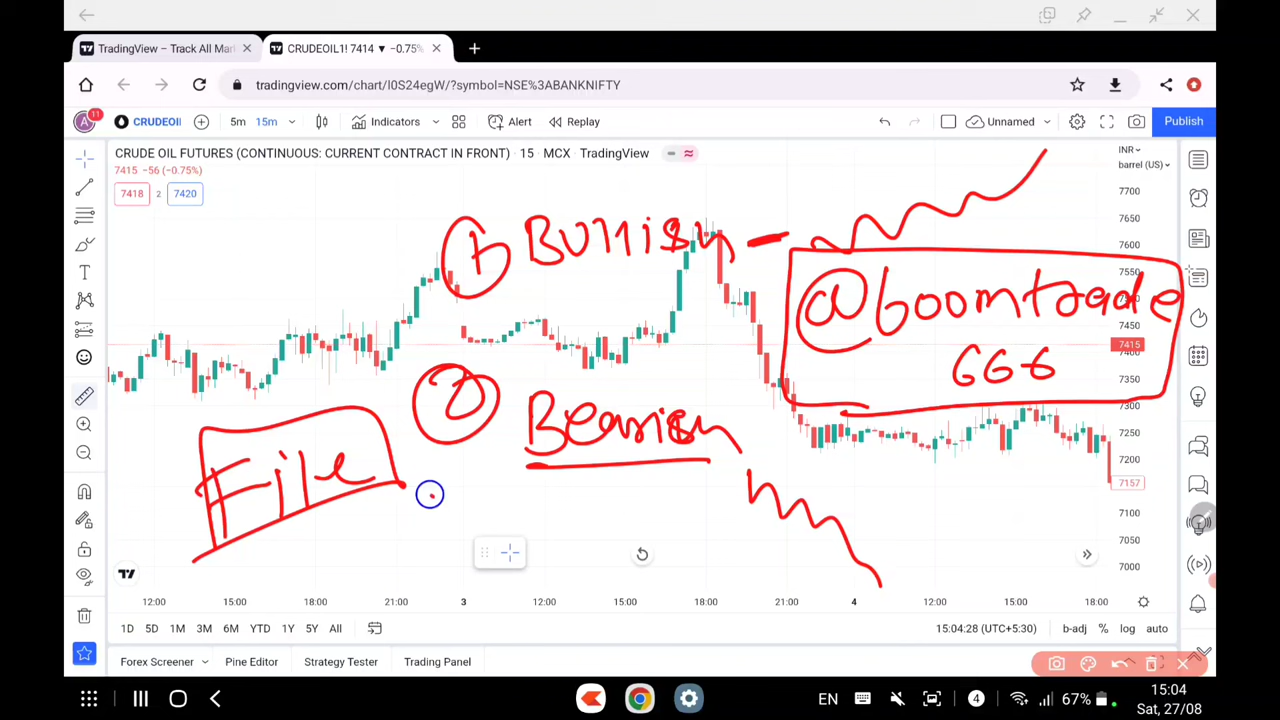 TradingView – Track All Mar
CRUDEOIL1! 7414 ▼ −0.75%
tradingview.com/chart/I0S24egW/?symbol=NSE%3ABANKNIFTY
11
A
CRUDEOII
5m
15m
Indicators
Alert
Replay
Unnamed
Publish
CRUDE OIL FUTURES (CONTINUOUS: CURRENT CONTRACT IN FRONT) · 15 · MCX · TradingView
7415 −56 (−0.75%)
7418 2 7420
INR
barrel (US)
7700
7650
7600
7550
7450
7415
7400
7350
7300
7250
7200
7157
7100
7050
7000
① Bullish -
@boomtrade
666
② Bearish
File
12:00 15:00 18:00 21:00 3 12:00 15:00 18:00 21:00 4 12:00 15:00 18:00
1D 5D 1M 3M 6M YTD 1Y 5Y All
15:04:28 (UTC+5:30)
b-adj % log auto
Forex Screener
Pine Editor
Strategy Tester
Trading Panel
EN
4
67%
15:04
Sat, 27/08